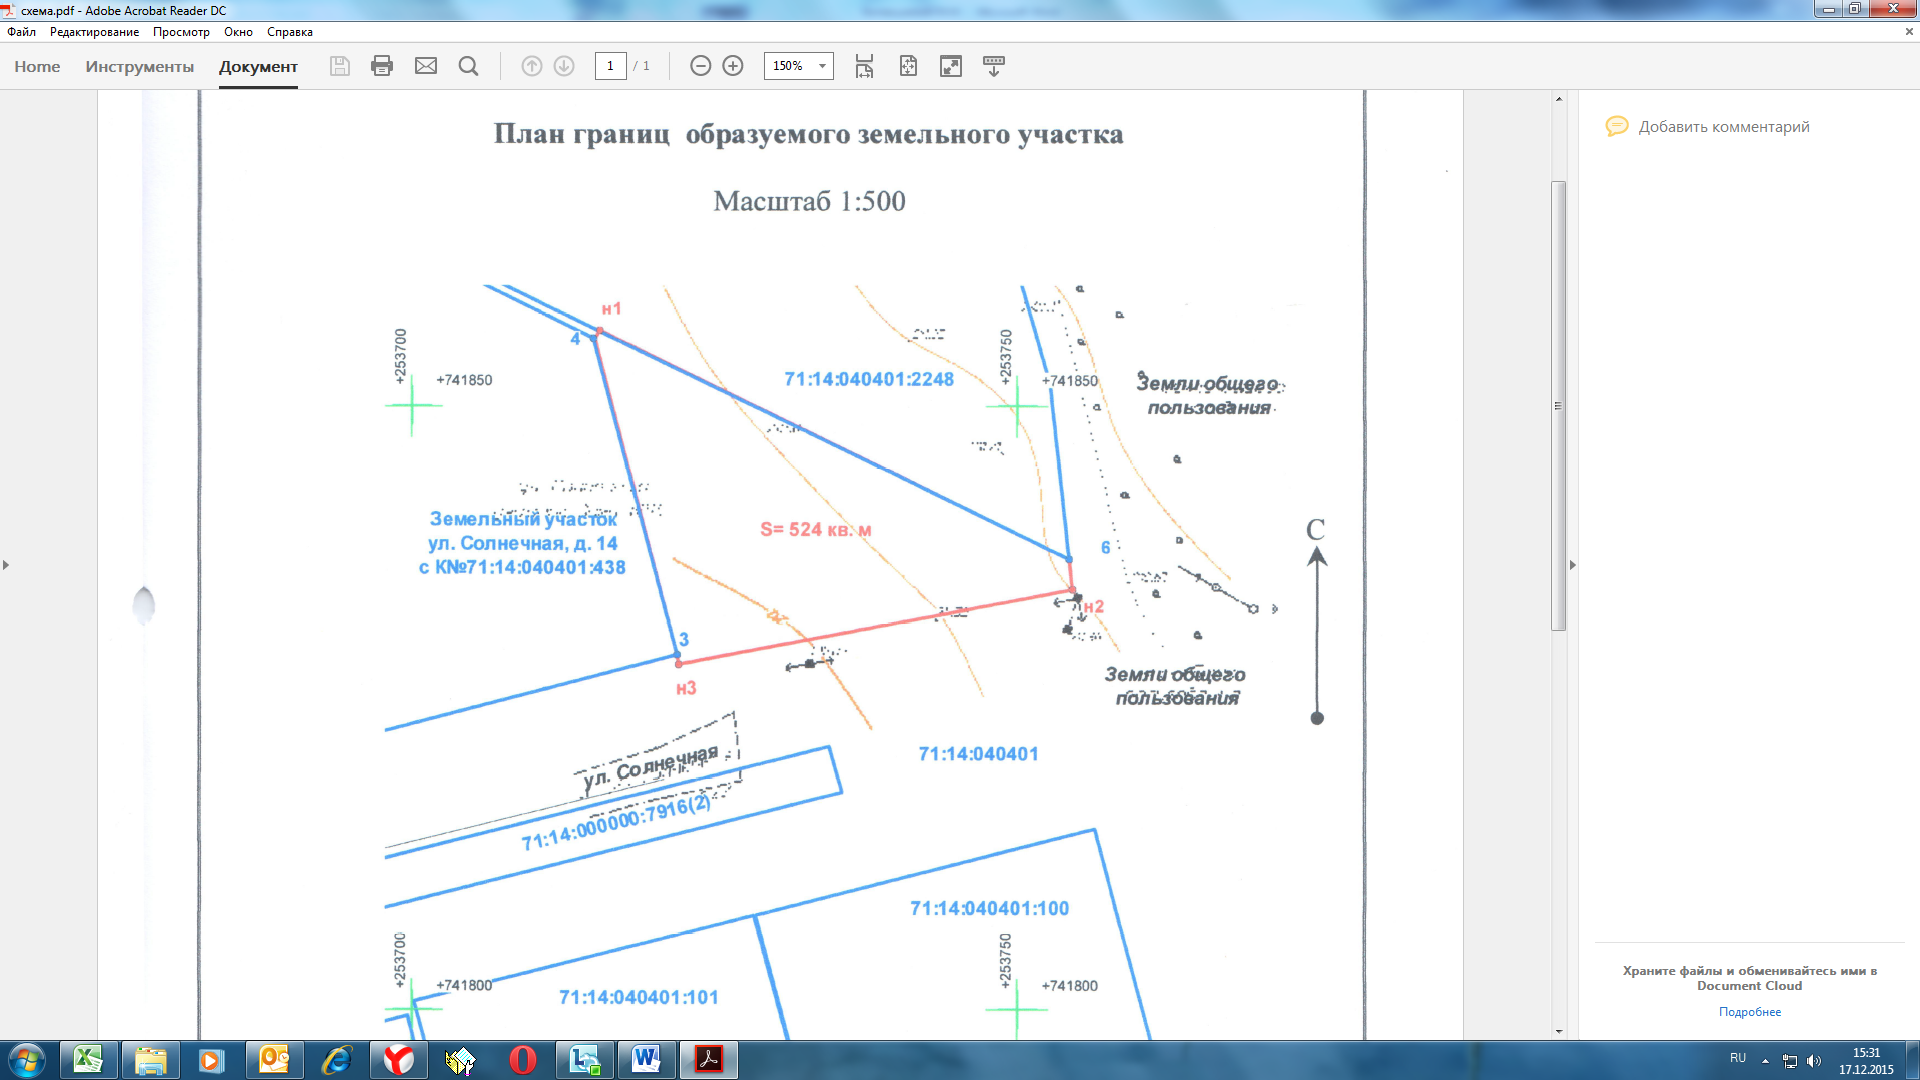 схема.pdf - Adobe Acrobat Reader DC
Файл Редактирование Просмотр Окно Справка
Home Инструменты Документ 1 / 1 150%
Добавить комментарий
План границ образуемого земельного участка
Масштаб 1:500
н1
4
+253700
+741850
71:14:040401:2248
+253750
+741850
Земли общего
пользования
Земельный участок
ул. Солнечная, д. 14
с К№71:14:040401:438
S= 524 кв. м
6
С
н2
3
н3
Земли общего
пользования
ул. Солнечная
71:14:040401
71:14:000000:7916(2)
71:14:040401:100
+253700
+741800
71:14:040401:101
+253750
+741800
Храните файлы и обменивайтесь ими в
Document Cloud
Подробнее
RU
15:31
17.12.2015